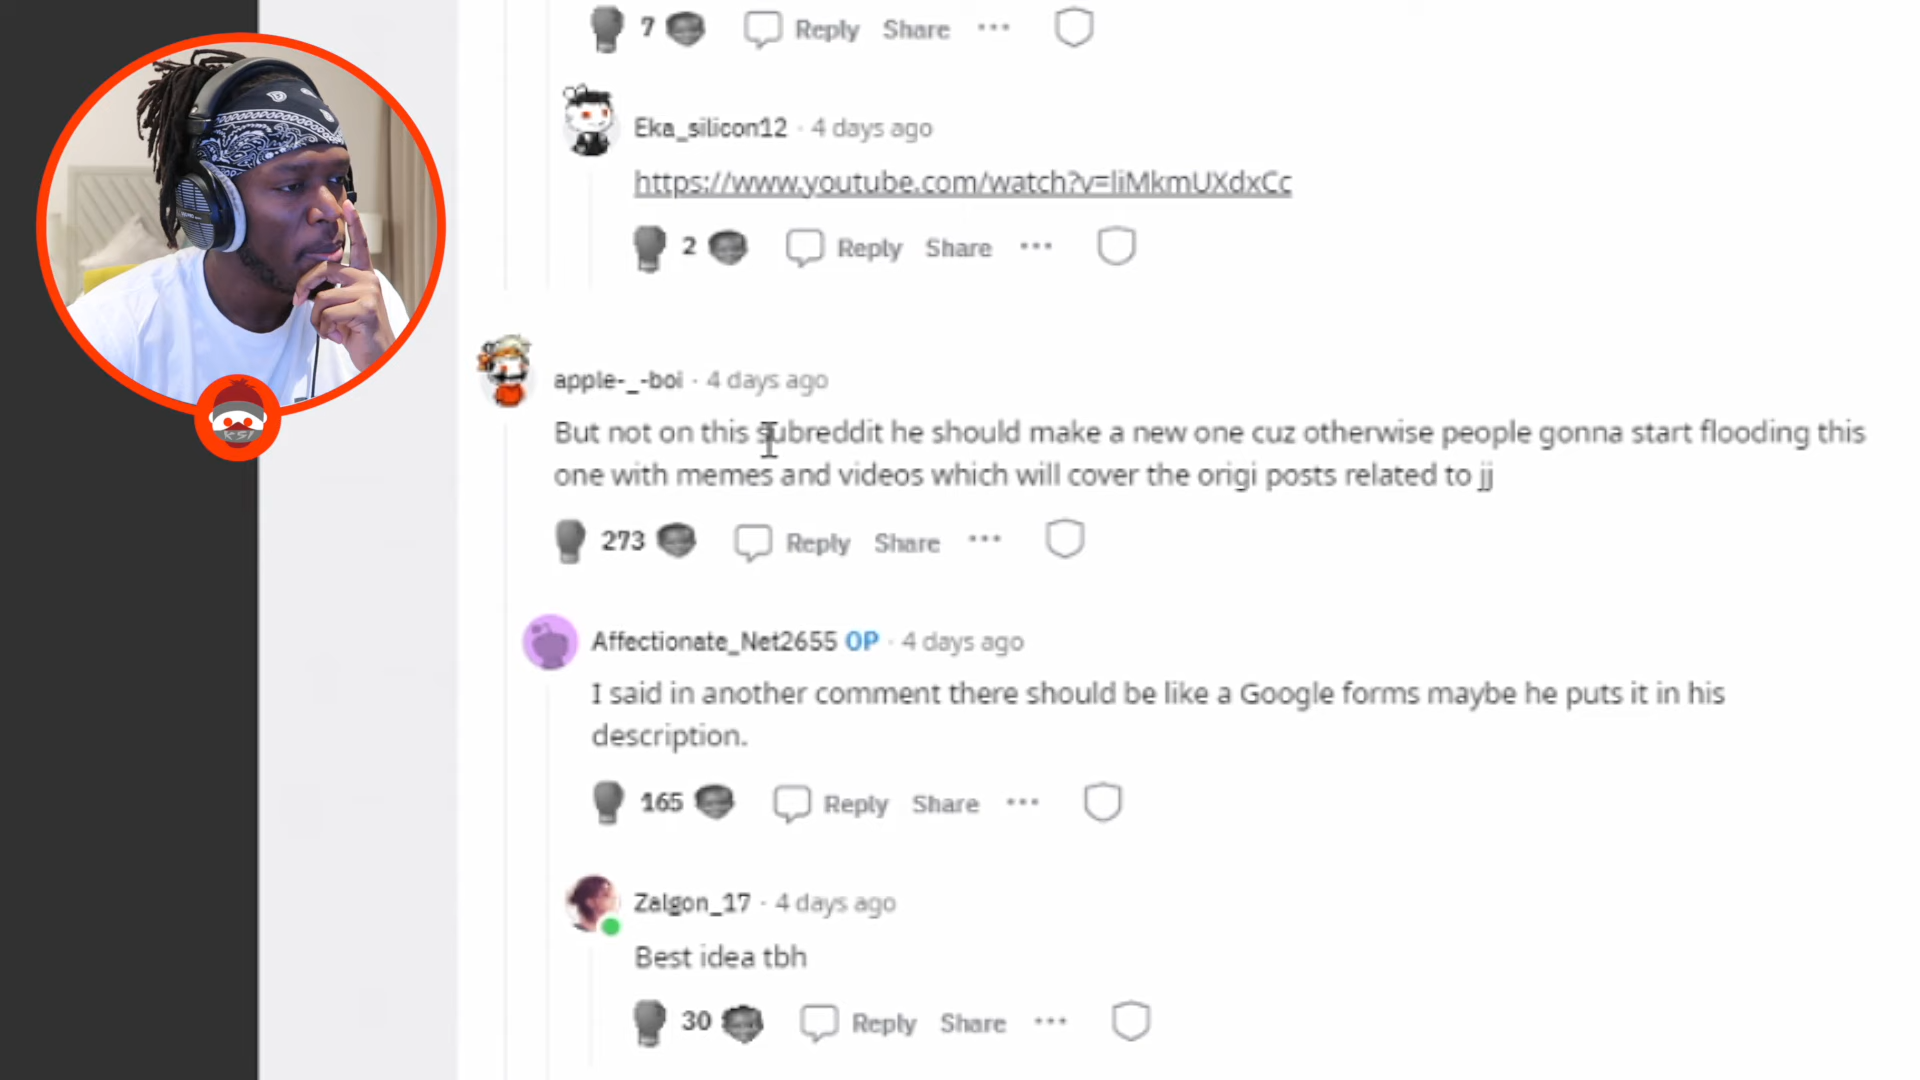 7 Reply Share
Eka_silicon12 · 4 days ago
https://www.youtube.com/watch?v=liMkmUXdxCc
2 Reply Share
apple-_-boi · 4 days ago
But not on this subreddit he should make a new one cuz otherwise people gonna start flooding this
one with memes and videos which will cover the origi posts related to jj
273 Reply Share
Affectionate_Net2655 OP · 4 days ago
I said in another comment there should be like a Google forms maybe he puts it in his
description.
165 Reply Share
Zalgon_17 · 4 days ago
Best idea tbh
30 Reply Share
KSI